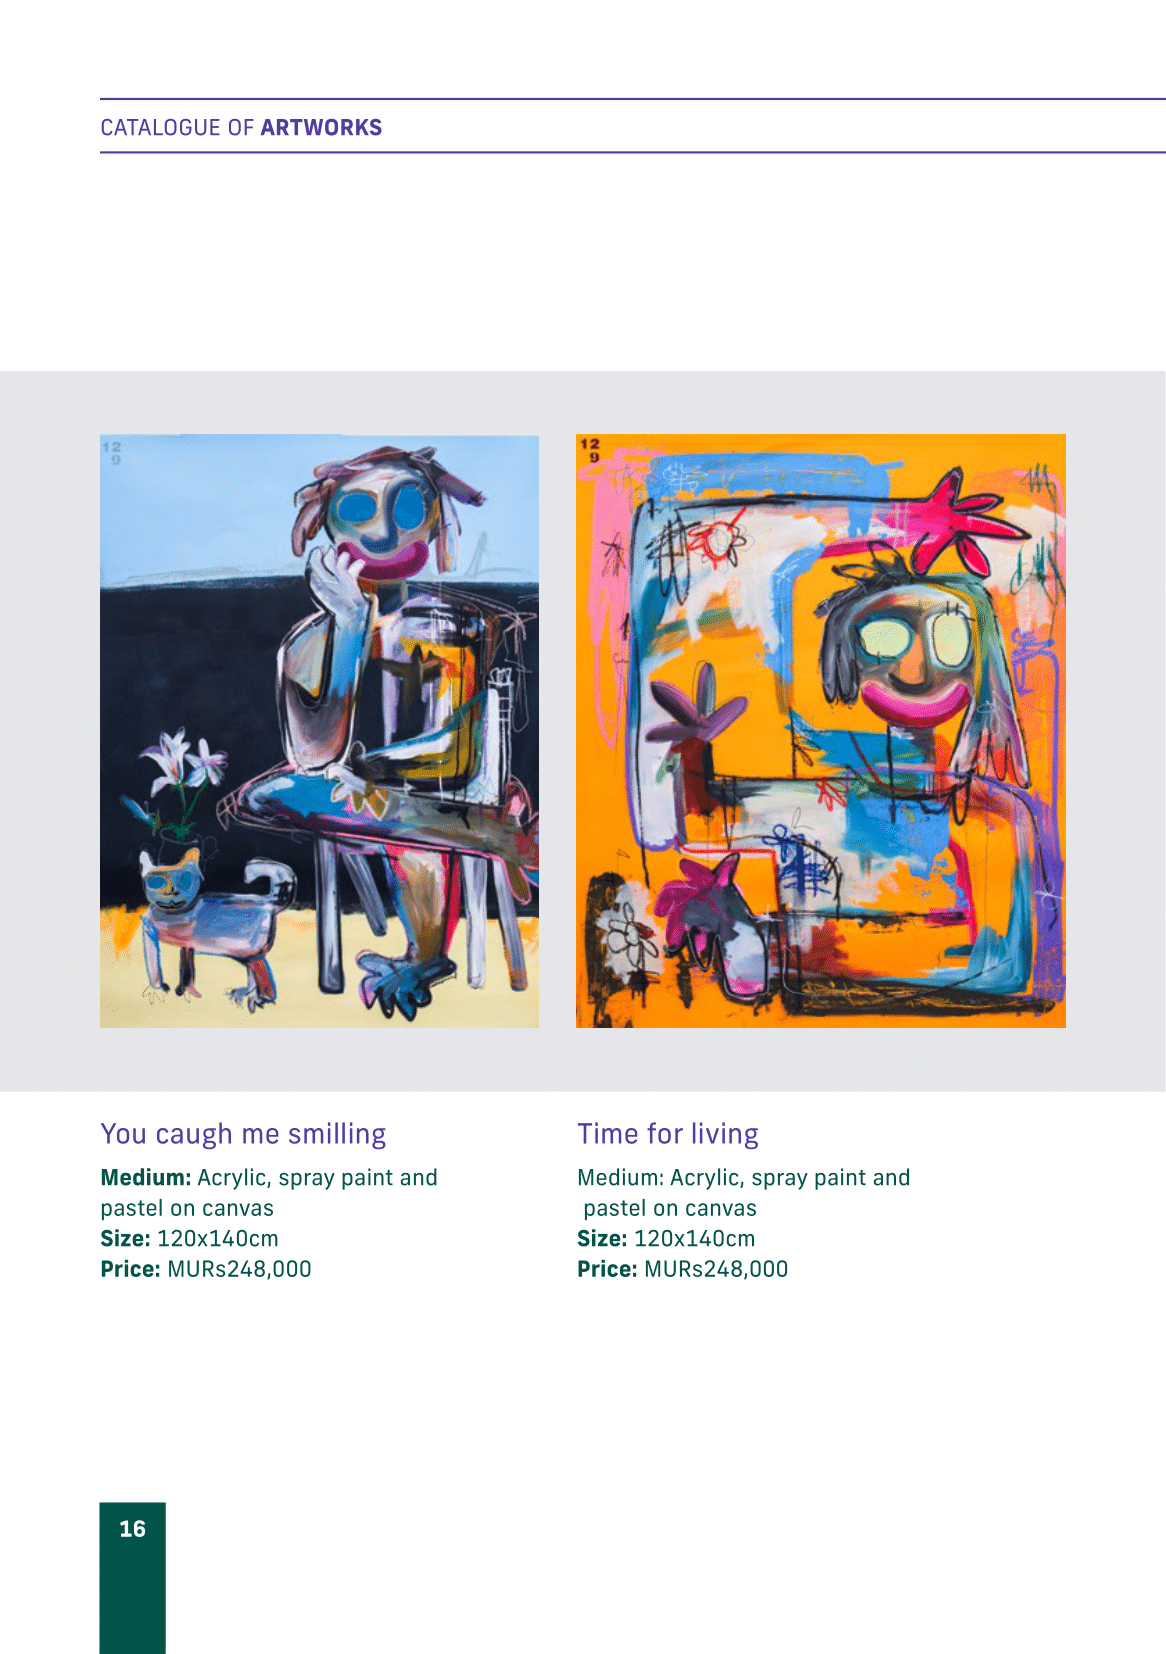 CATALOGUE OF ARTWORKS
12
9
12
9
You caugh me smilling
Medium: Acrylic, spray paint and
pastel on canvas
Size: 120x140cm
Price: MURs248,000
Time for living
Medium: Acrylic, spray paint and
pastel on canvas
Size: 120x140cm
Price: MURs248,000
16